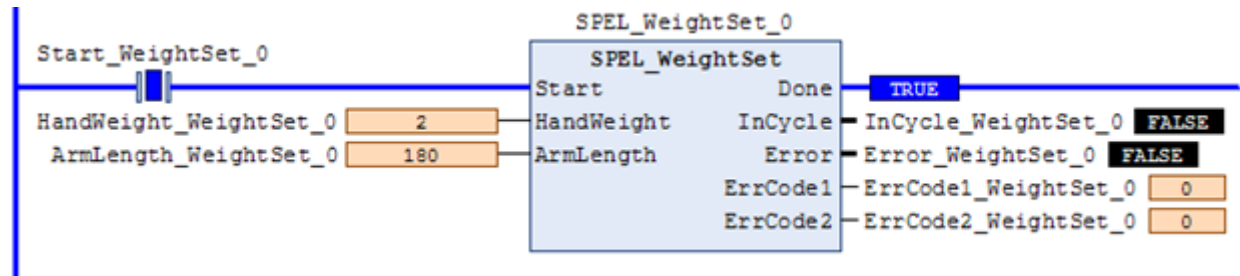 SPEL_WeightSet_0
Start_WeightSet_0
SPEL_WeightSet
Start Done TRUE
HandWeight_WeightSet_0 2 HandWeight InCycle InCycle_WeightSet_0 FALSE
ArmLength_WeightSet_0 180 ArmLength Error Error_WeightSet_0 FALSE
ErrCode1 ErrCode1_WeightSet_0 0
ErrCode2 ErrCode2_WeightSet_0 0